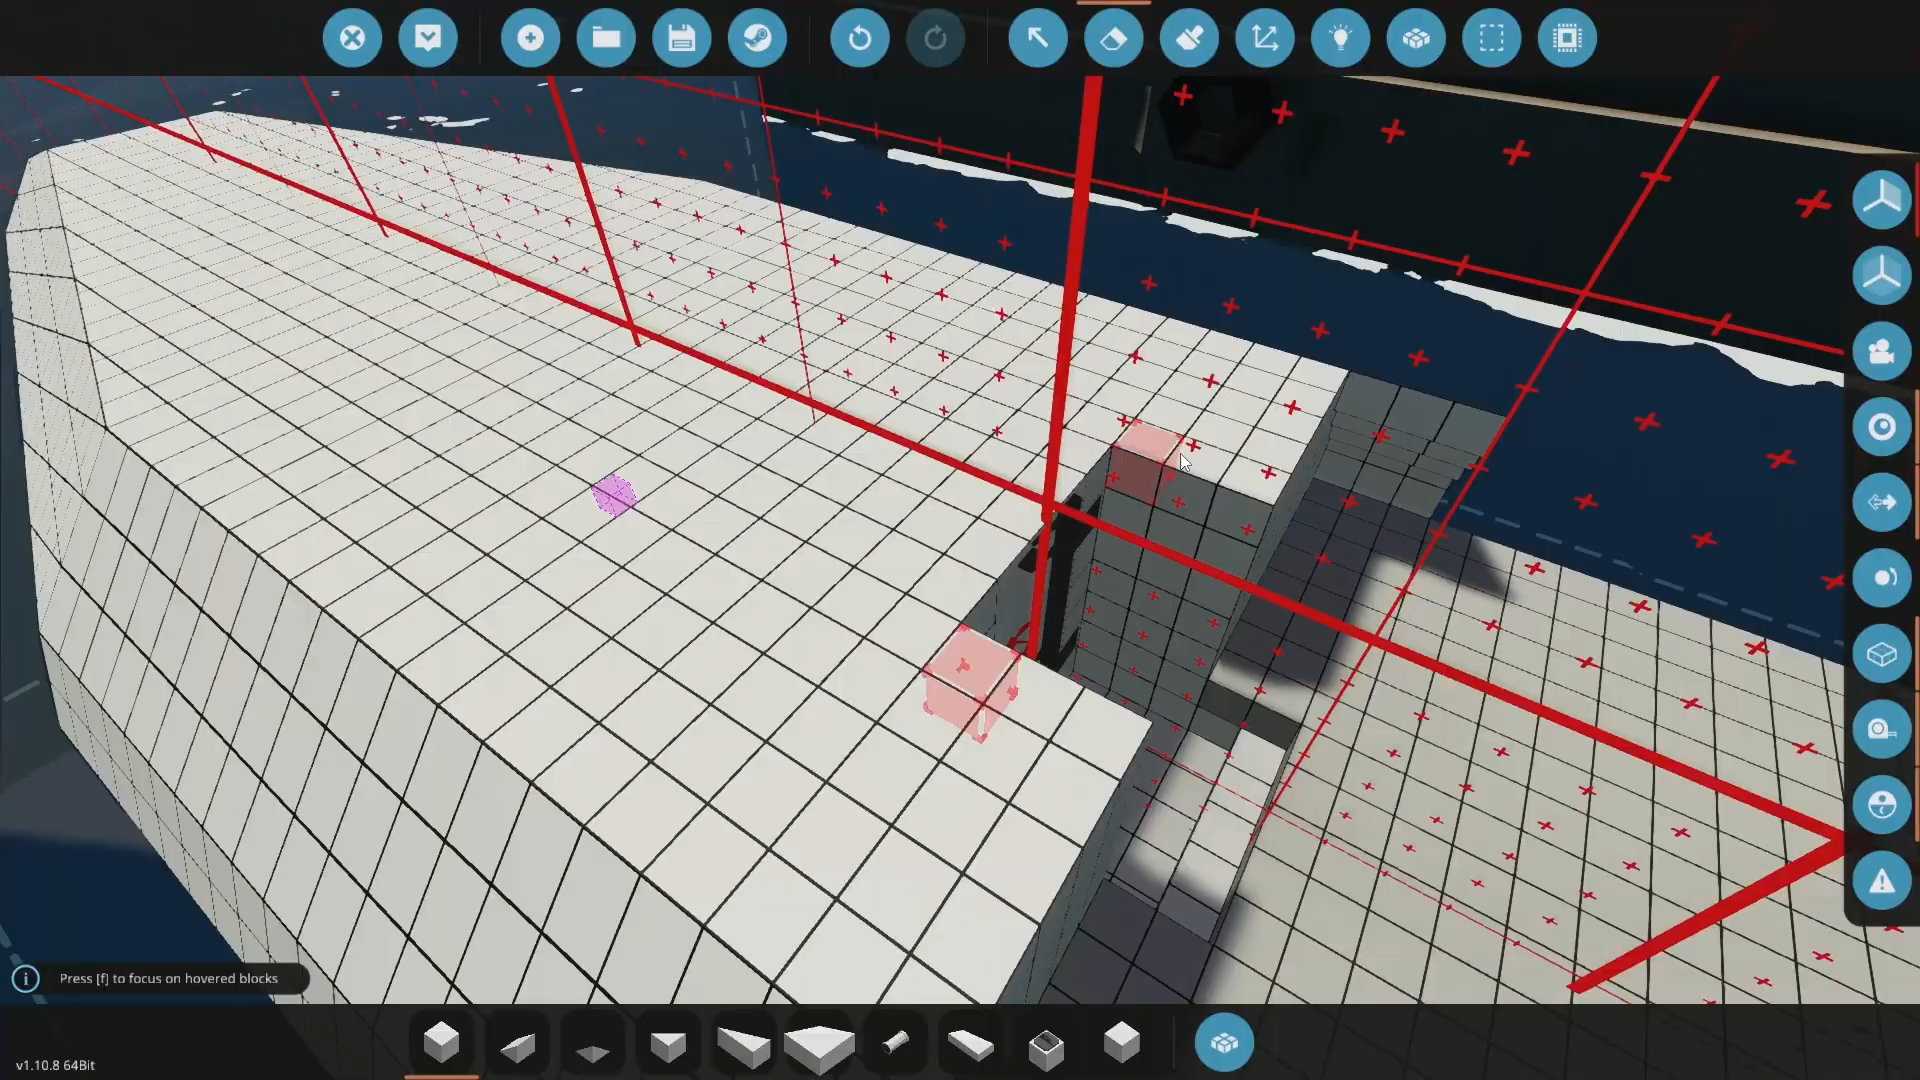 Press [f] to focus on hovered blocks
v1.10.8 64Bit